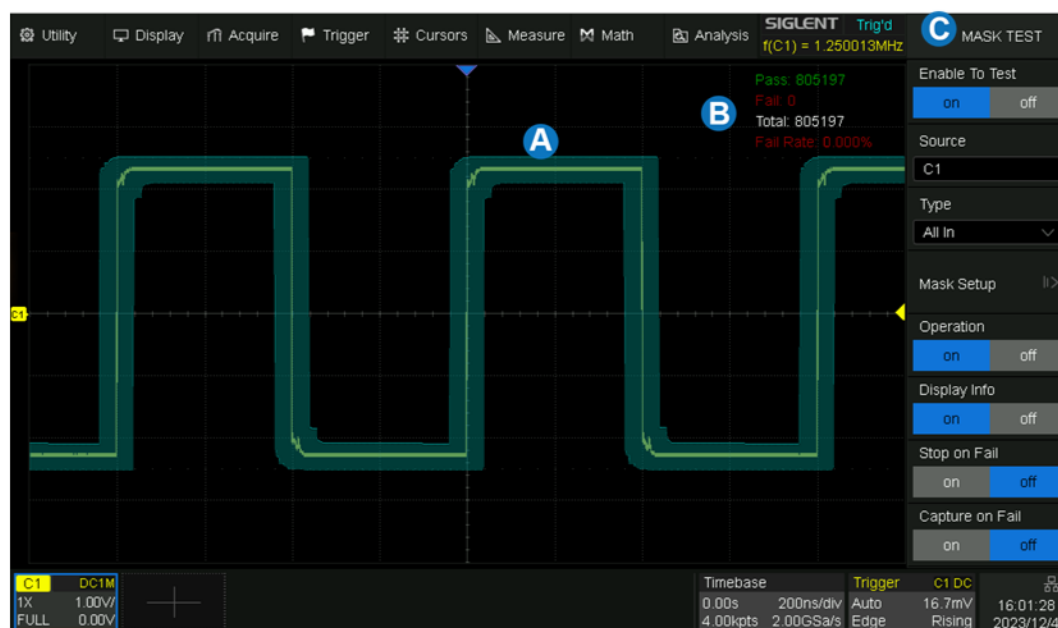 Utility Display Acquire Trigger Cursors Measure Math Analysis
SIGLENT Trig'd
f(C1) = 1.250013MHz
C MASK TEST
Pass: 805197
Fail: 0
Total: 805197
Fail Rate: 0.000%
B
A
C1
Enable To Test
on off
Source
C1
Type
All In
Mask Setup
Operation
on off
Display Info
on off
Stop on Fail
on off
Capture on Fail
on off
C1 DC1M
1X 1.00V/
FULL 0.00V
Timebase
0.00s 200ns/div
4.00kpts 2.00GSa/s
Trigger C1 DC
Auto 16.7mV
Edge Rising
16:01:28
2023/12/4